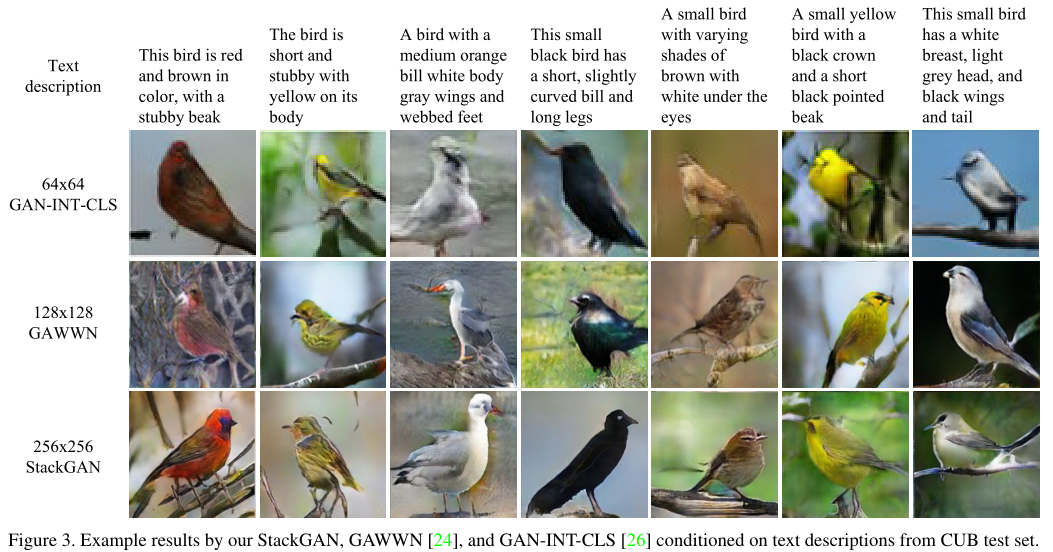 Text
description
This bird is red
and brown in
color, with a
stubby beak
The bird is
short and
stubby with
yellow on its
body
A bird with a
medium orange
bill white body
gray wings and
webbed feet
This small
black bird has
a short, slightly
curved bill and
long legs
A small bird
with varying
shades of
brown with
white under the
eyes
A small yellow
bird with a
black crown
and a short
black pointed
beak
This small bird
has a white
breast, light
grey head, and
black wings
and tail
64x64
GAN-INT-CLS
128x128
GAWWN
256x256
StackGAN
Figure 3. Example results by our StackGAN, GAWWN [24], and GAN-INT-CLS [26] conditioned on text descriptions from CUB test set.